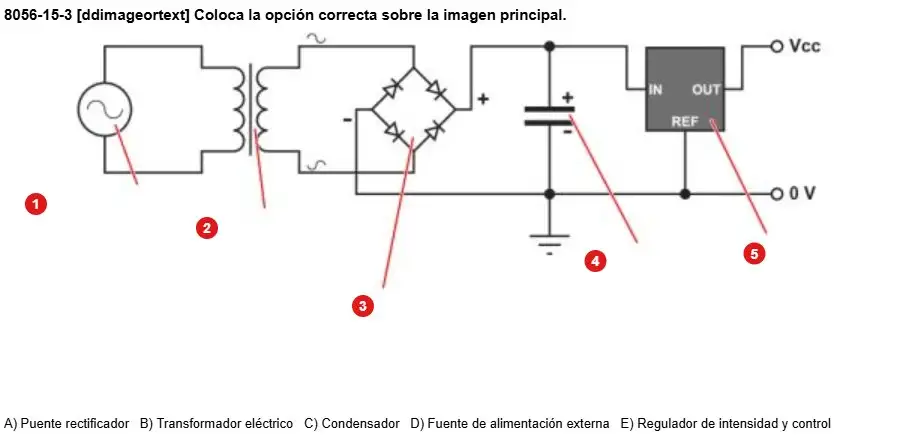 8056-15-3 [ddimageortext] Coloca la opción correcta sobre la imagen principal.
Vcc
+
IN OUT
-
+
REF
-
0 V
1
2
3
4
5
A) Puente rectificador B) Transformador eléctrico C) Condensador D) Fuente de alimentación externa E) Regulador de intensidad y control